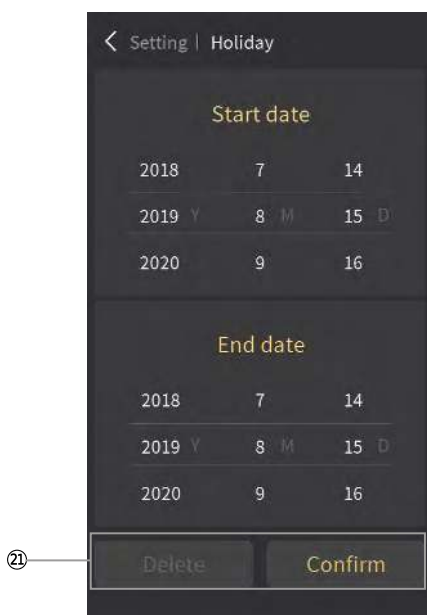 < Setting | Holiday
Start date
2018 7 14
2019 Y 8 M 15 D
2020 9 16
End date
2018 7 14
2019 Y 8 M 15 D
2020 9 16
㉑
Delete Confirm